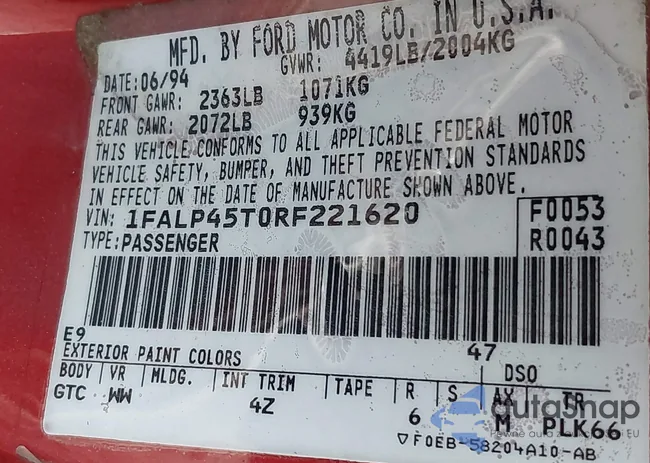 MFD. BY FORD MOTOR CO. IN U.S.A.
DATE: 06/94 GVWR: 4419LB/2004KG
FRONT GAWR: 2363LB 1071KG
REAR GAWR: 2072LB 939KG
THIS VEHICLE CONFORMS TO ALL APPLICABLE FEDERAL MOTOR
VEHICLE SAFETY, BUMPER, AND THEFT PREVENTION STANDARDS
IN EFFECT ON THE DATE OF MANUFACTURE SHOWN ABOVE.
VIN: 1FALP45T0RF221620 F0053
TYPE: PASSENGER R0043
E9 47
EXTERIOR PAINT COLORS DSO
BODY VR MLDG. INT TRIM TAPE R S AX TR
GTC WW 4Z 6 M PLK66
F0EB-58204A10-AB
autaSnap